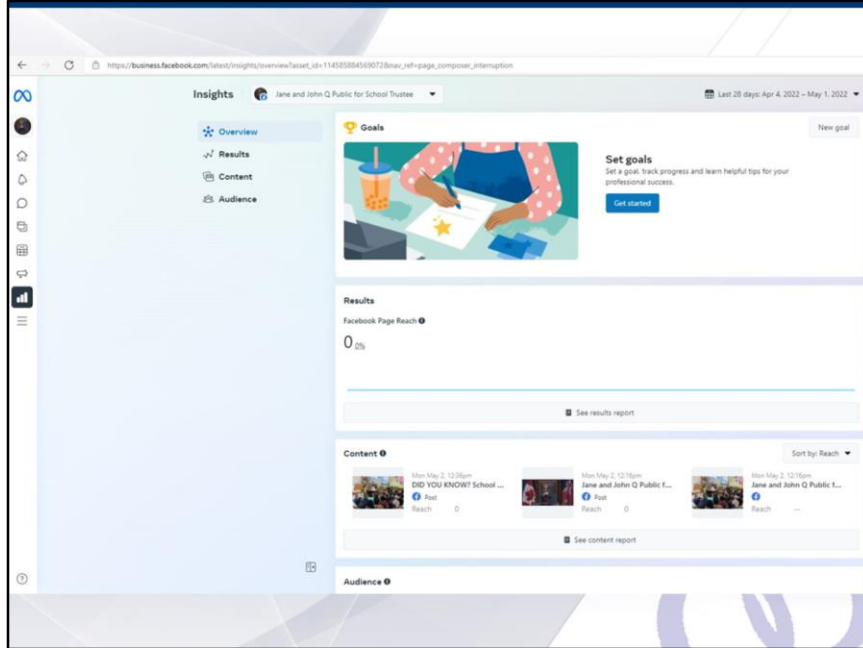 https://business.facebook.com/latest/insights/overview?asset_id=114585884569072&nav_ref=page_composer_interruption
Insights
Jane and John Q Public for School Trustee
Last 28 days: Apr 4, 2022 – May 1, 2022
Overview
Results
Content
Audience
Goals
New goal
Set goals
Set a goal, track progress and learn helpful tips for your
professional success.
Get started
Results
Facebook Page Reach
0 0%
See results report
Content
Sort by: Reach
Mon May 2, 12:36pm
DID YOU KNOW? School ...
Post
Reach 0
Mon May 2, 12:16pm
Jane and John Q Public f...
Post
Reach 0
Mon May 2, 12:16pm
Jane and John Q Public f...
Reach --
See content report
Audience